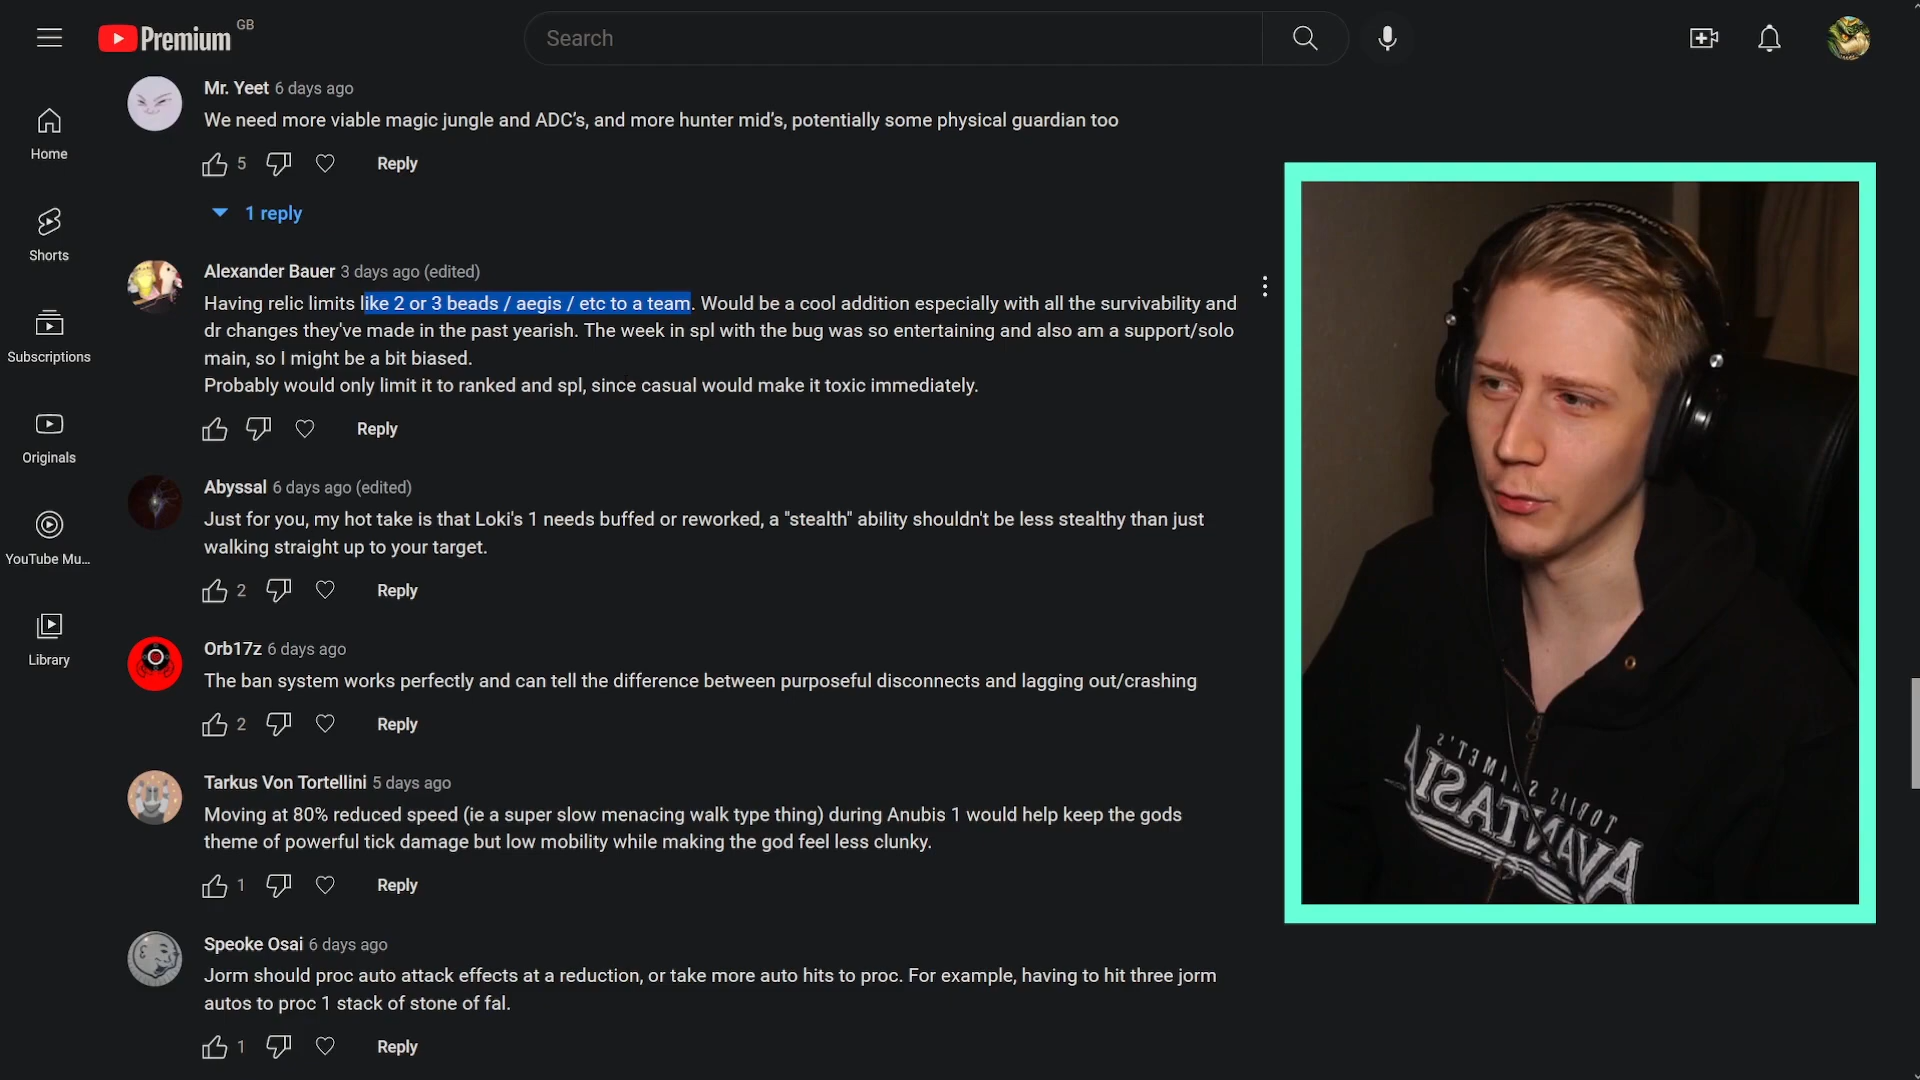 Premium GB
Search
Home
Shorts
Subscriptions
Originals
YouTube Mu...
Library
Mr. Yeet 6 days ago
We need more viable magic jungle and ADC's, and more hunter mid's, potentially some physical guardian too
5 Reply
1 reply
Alexander Bauer 3 days ago (edited)
Having relic limits like 2 or 3 beads / aegis / etc to a team. Would be a cool addition especially with all the survivability and
dr changes they've made in the past yearish. The week in spl with the bug was so entertaining and also am a support/solo
main, so I might be a bit biased.
Probably would only limit it to ranked and spl, since casual would make it toxic immediately.
Reply
Abyssal 6 days ago (edited)
Just for you, my hot take is that Loki's 1 needs buffed or reworked, a "stealth" ability shouldn't be less stealthy than just
walking straight up to your target.
2 Reply
Orb17z 6 days ago
The ban system works perfectly and can tell the difference between purposeful disconnects and lagging out/crashing
2 Reply
Tarkus Von Tortellini 5 days ago
Moving at 80% reduced speed (ie a super slow menacing walk type thing) during Anubis 1 would help keep the gods
theme of powerful tick damage but low mobility while making the god feel less clunky.
1 Reply
Speoke Osai 6 days ago
Jorm should proc auto attack effects at a reduction, or take more auto hits to proc. For example, having to hit three jorm
autos to proc 1 stack of stone of fal.
1 Reply
TOBIAS SAMMET'S
AVANTASIA